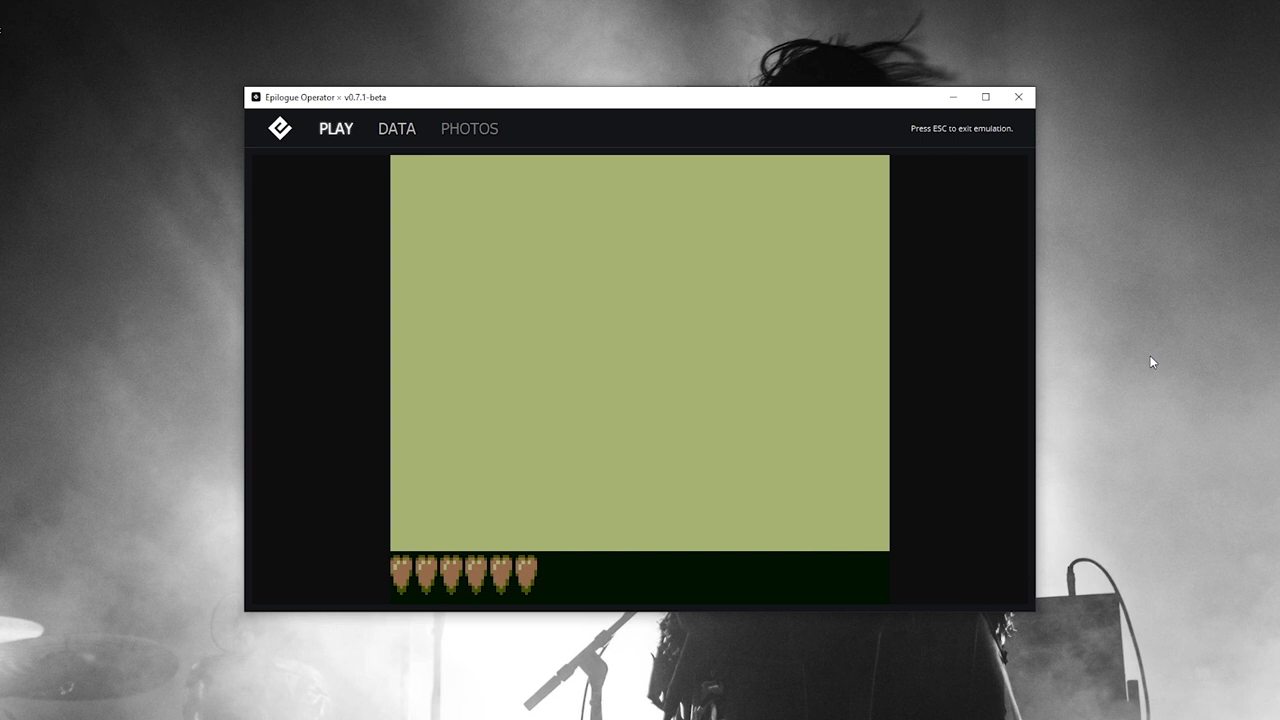 Epilogue Operator × v0.7.1-beta
PLAY DATA PHOTOS Press ESC to exit emulation.